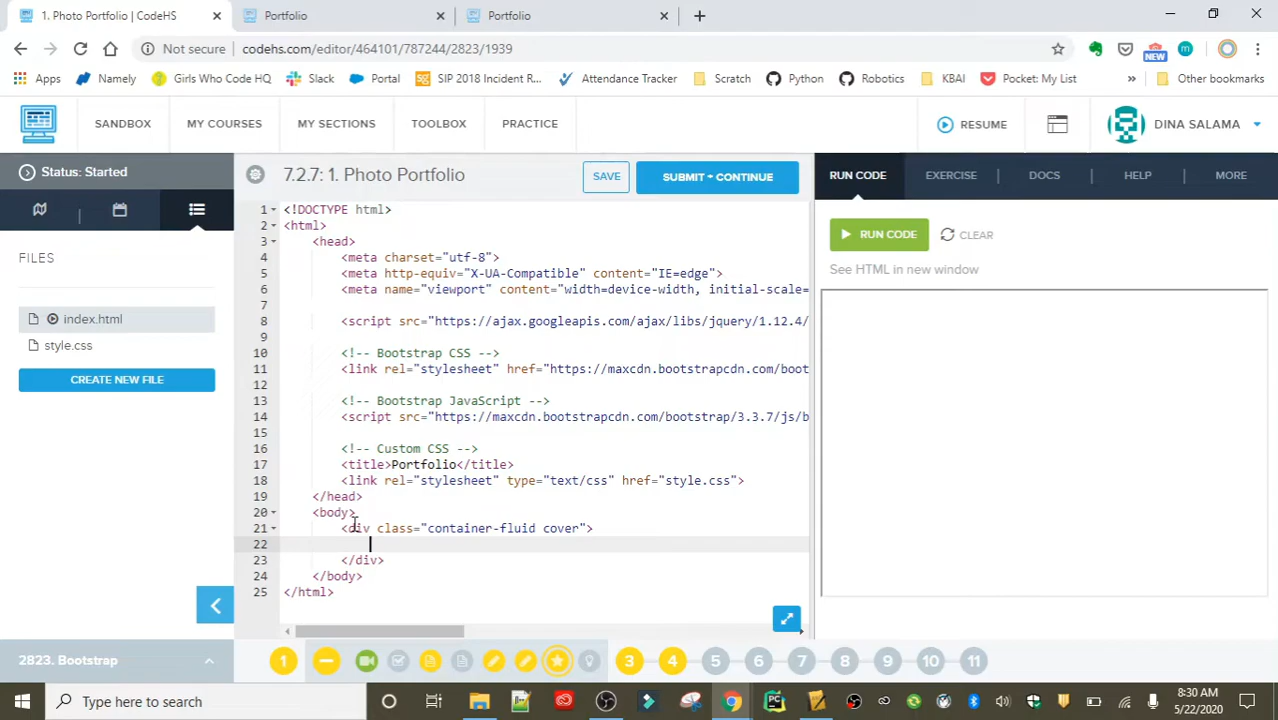 1. Photo Portfolio | CodeHS
Portfolio
Portfolio
Not secure codehs.com/editor/464101/787244/2823/1939
NEW
Apps Namely Girls Who Code HQ Slack Portal SIP 2018 Incident R... Attendance Tracker Scratch Python Robotics KBAI Pocket: My List » Other bookmarks
SANDBOX MY COURSES MY SECTIONS TOOLBOX PRACTICE RESUME DINA SALAMA
Status: Started
7.2.7: 1. Photo Portfolio SAVE SUBMIT + CONTINUE
RUN CODE EXERCISE DOCS HELP MORE
FILES
index.html
style.css
CREATE NEW FILE
1 <!DOCTYPE html>
2 <html>
3 <head>
4 <meta charset="utf-8">
5 <meta http-equiv="X-UA-Compatible" content="IE=edge">
6 <meta name="viewport" content="width=device-width, initial-scale=
7
8 <script src="https://ajax.googleapis.com/ajax/libs/jquery/1.12.4/
9
10 <!-- Bootstrap CSS -->
11 <link rel="stylesheet" href="https://maxcdn.bootstrapcdn.com/boot
12
13 <!-- Bootstrap JavaScript -->
14 <script src="https://maxcdn.bootstrapcdn.com/bootstrap/3.3.7/js/b
15
16 <!-- Custom CSS -->
17 <title>Portfolio</title>
18 <link rel="stylesheet" type="text/css" href="style.css">
19 </head>
20 <body>
21 <div class="container-fluid cover">
22
23 </div>
24 </body>
25 </html>
RUN CODE CLEAR
See HTML in new window
2823. Bootstrap
1 3 4 5 6 7 8 9 10 11
Type here to search
8:30 AM
5/22/2020